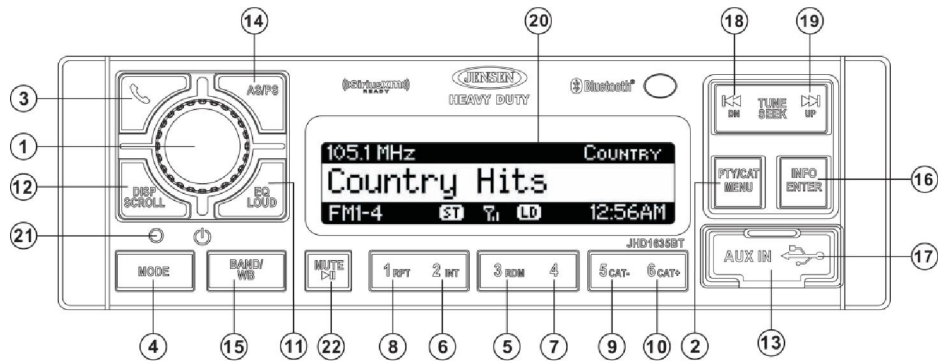 14 20 18 19
3
1
12
21
AS/PS
DISP SCROLL
EQ LOUD
((SiriusXM))
READY
JENSEN
HEAVY DUTY
Bluetooth®
105.1 MHz COUNTRY
Country Hits
FM1-4 ST LD 12:56AM
JHD1635BT
TUNE
SEEK
DN UP
PTY/CAT
MENU
INFO
ENTER
16
AUX IN
17
MODE
BAND/
WB
MUTE
1 RPT 2 INT 3 RDM 4 5 CAT- 6 CAT+
4 15 11 22 8 6 5 7 9 10 2 13